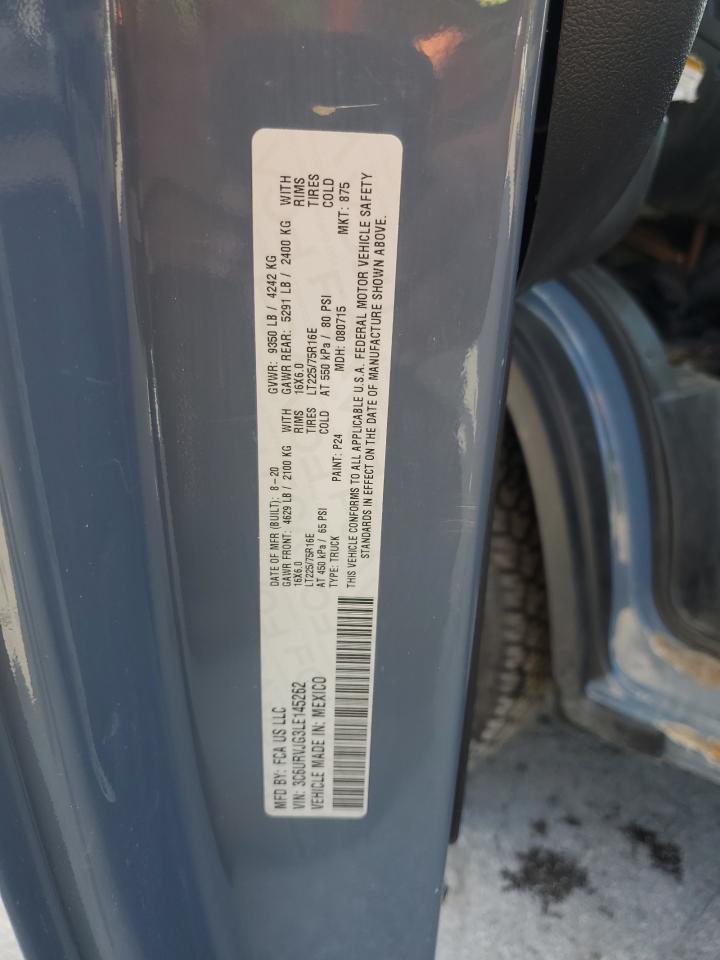 MFD BY: FCA US LLC
VIN: 3C6URVJG3LE145262
VEHICLE MADE IN: MEXICO
DATE OF MFR (BUILT): 8-20 GVWR: 9350 LB / 4242 KG
GAWR FRONT: 4629 LB / 2100 KG WITH GAWR REAR: 5291 LB / 2400 KG WITH
16X6.0 RIMS 16X6.0 RIMS
LT225/75R16E TIRES LT225/75R16E TIRES
AT 450 kPa / 65 PSI COLD AT 550 kPa / 80 PSI COLD
TYPE: TRUCK PAINT: P24 MDH: 080715 MKT: 875
THIS VEHICLE CONFORMS TO ALL APPLICABLE U.S.A. FEDERAL MOTOR VEHICLE SAFETY
STANDARDS IN EFFECT ON THE DATE OF MANUFACTURE SHOWN ABOVE.